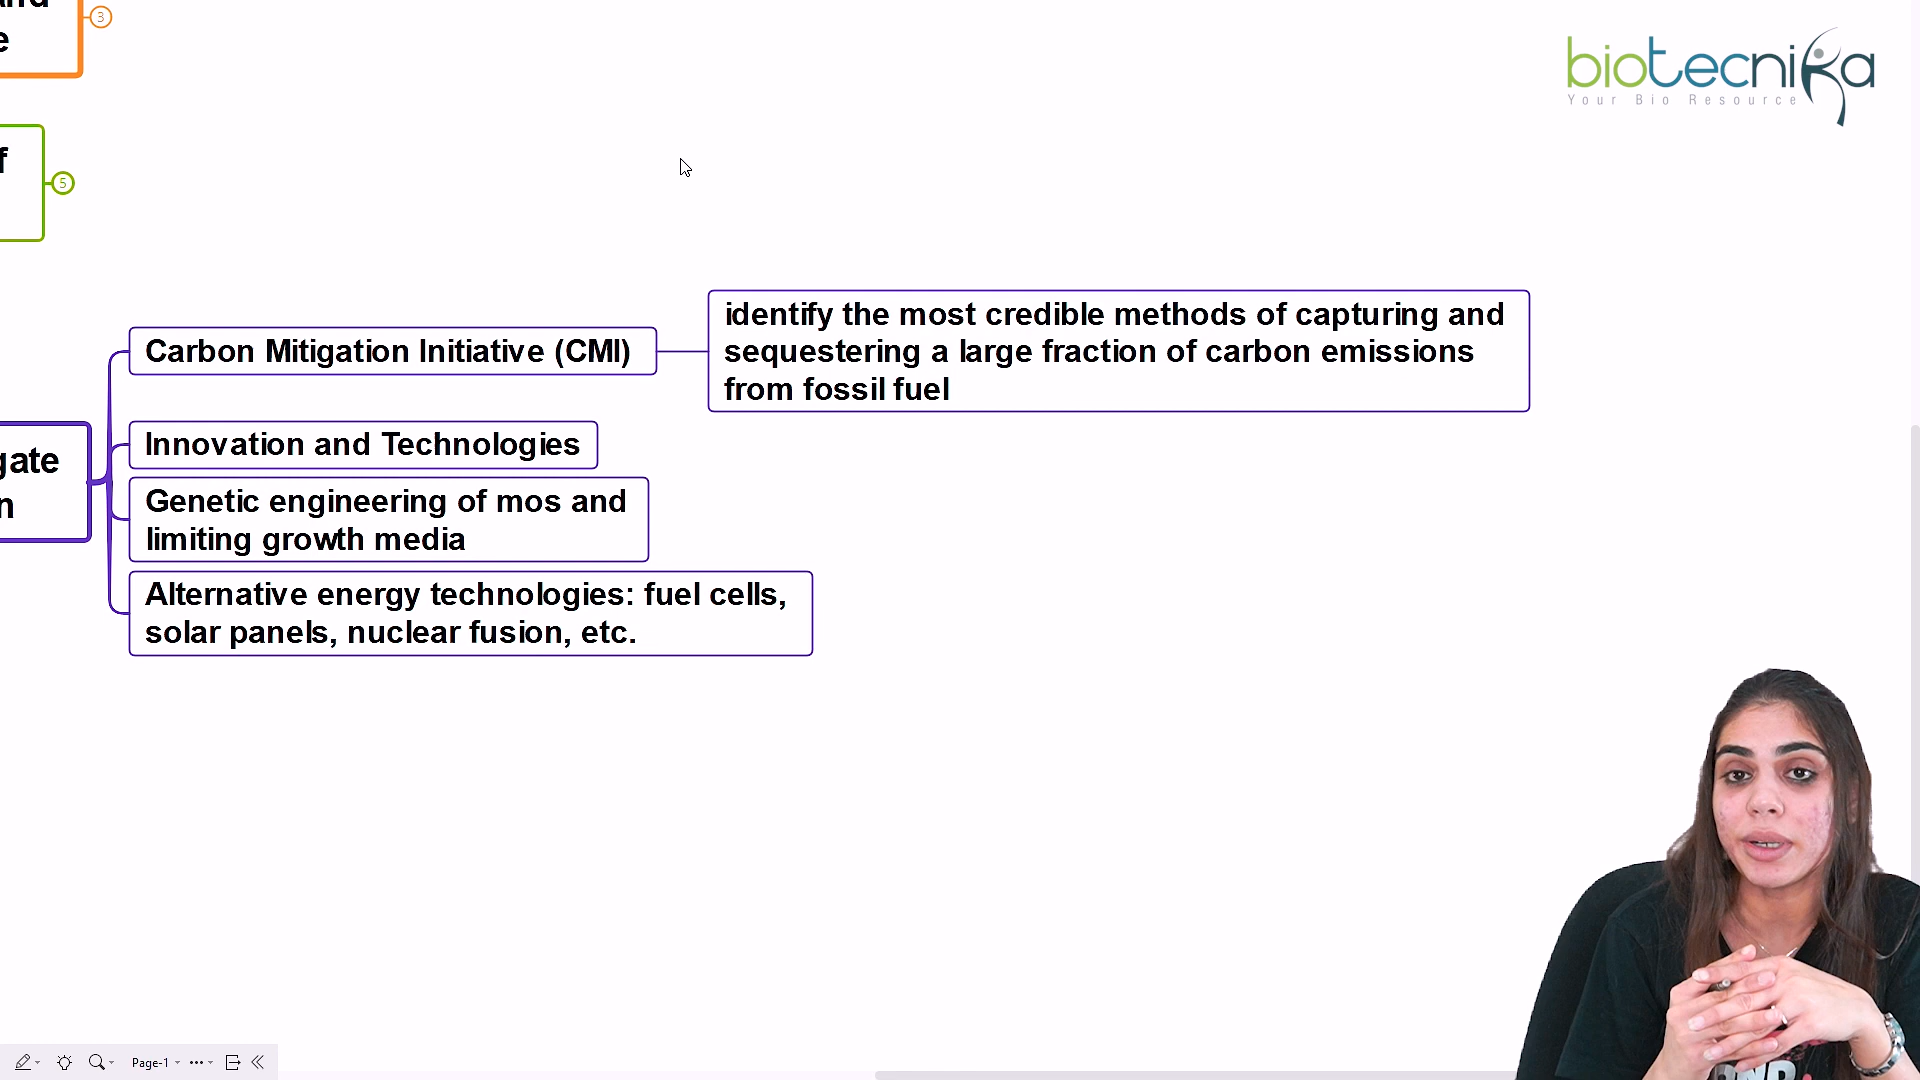 and
3
e
biotecnika
Your Bio Resource
f
5
identify the most credible methods of capturing and
sequestering a large fraction of carbon emissions
from fossil fuel
Carbon Mitigation Initiative (CMI)
Innovation and Technologies
gate
n
Genetic engineering of mos and
limiting growth media
Alternative energy technologies: fuel cells,
solar panels, nuclear fusion, etc.
Page-1